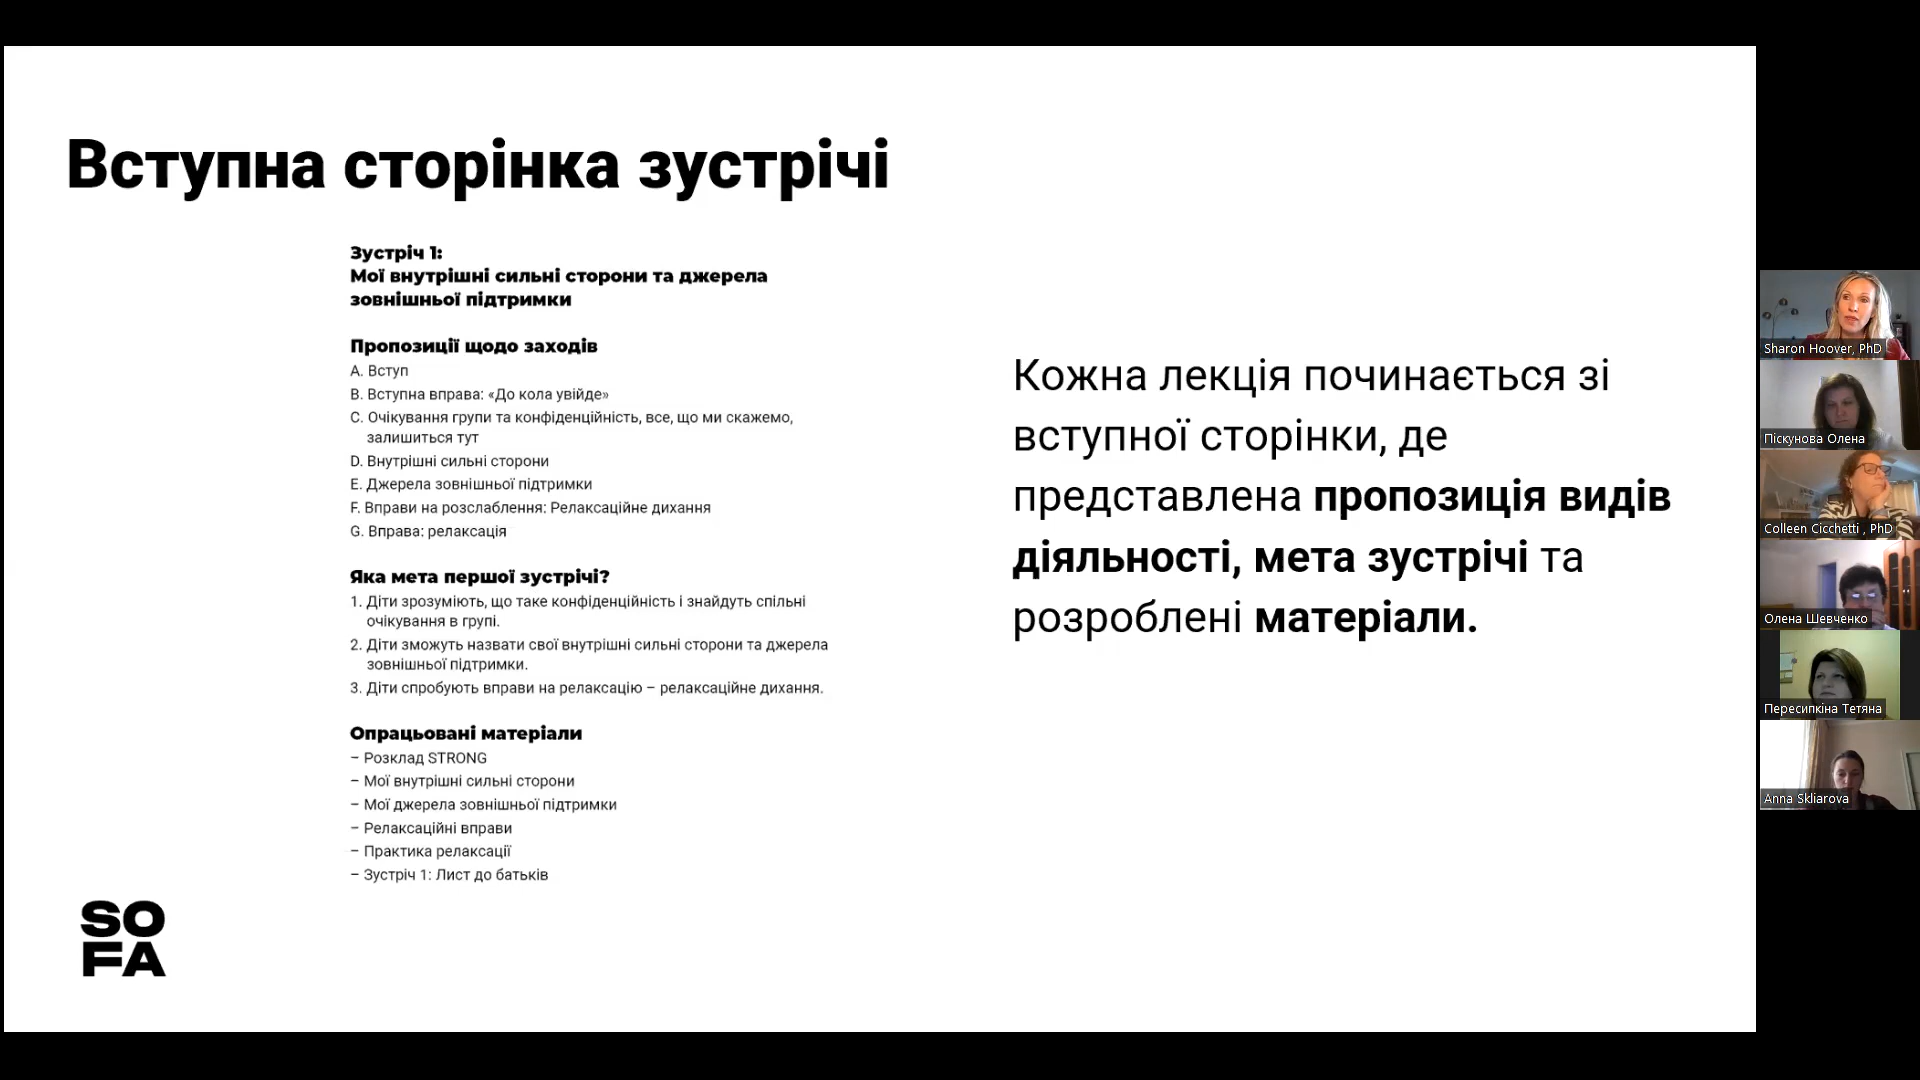 Вступна сторінка зустрічі
Зустріч 1:
Мої внутрішні сильні сторони та джерела
зовнішньої підтримки
Пропозиції щодо заходів
A. Вступ
B. Вступна вправа: «До кола увійде»
C. Очікування групи та конфіденційність, все, що ми скажемо,
залишиться тут
D. Внутрішні сильні сторони
E. Джерела зовнішньої підтримки
F. Вправи на розслаблення: Релаксаційне дихання
G. Вправа: релаксація
Яка мета першої зустрічі?
1. Діти зрозуміють, що таке конфіденційність і знайдуть спільні
очікування в групі.
2. Діти зможуть назвати свої внутрішні сильні сторони та джерела
зовнішньої підтримки.
3. Діти спробують вправи на релаксацію – релаксаційне дихання.
Опрацьовані матеріали
– Розклад STRONG
– Мої внутрішні сильні сторони
– Мої джерела зовнішньої підтримки
– Релаксаційні вправи
– Практика релаксації
– Зустріч 1: Лист до батьків
Кожна лекція починається зі
вступної сторінки, де
представлена пропозиція видів
діяльності, мета зустрічі та
розроблені матеріали.
SO
FA
Sharon Hoover, PhD
Піскунова Олена
Colleen Cicchetti , PhD
Олена Шевченко
Пересипкіна Тетяна
Anna Skliarova